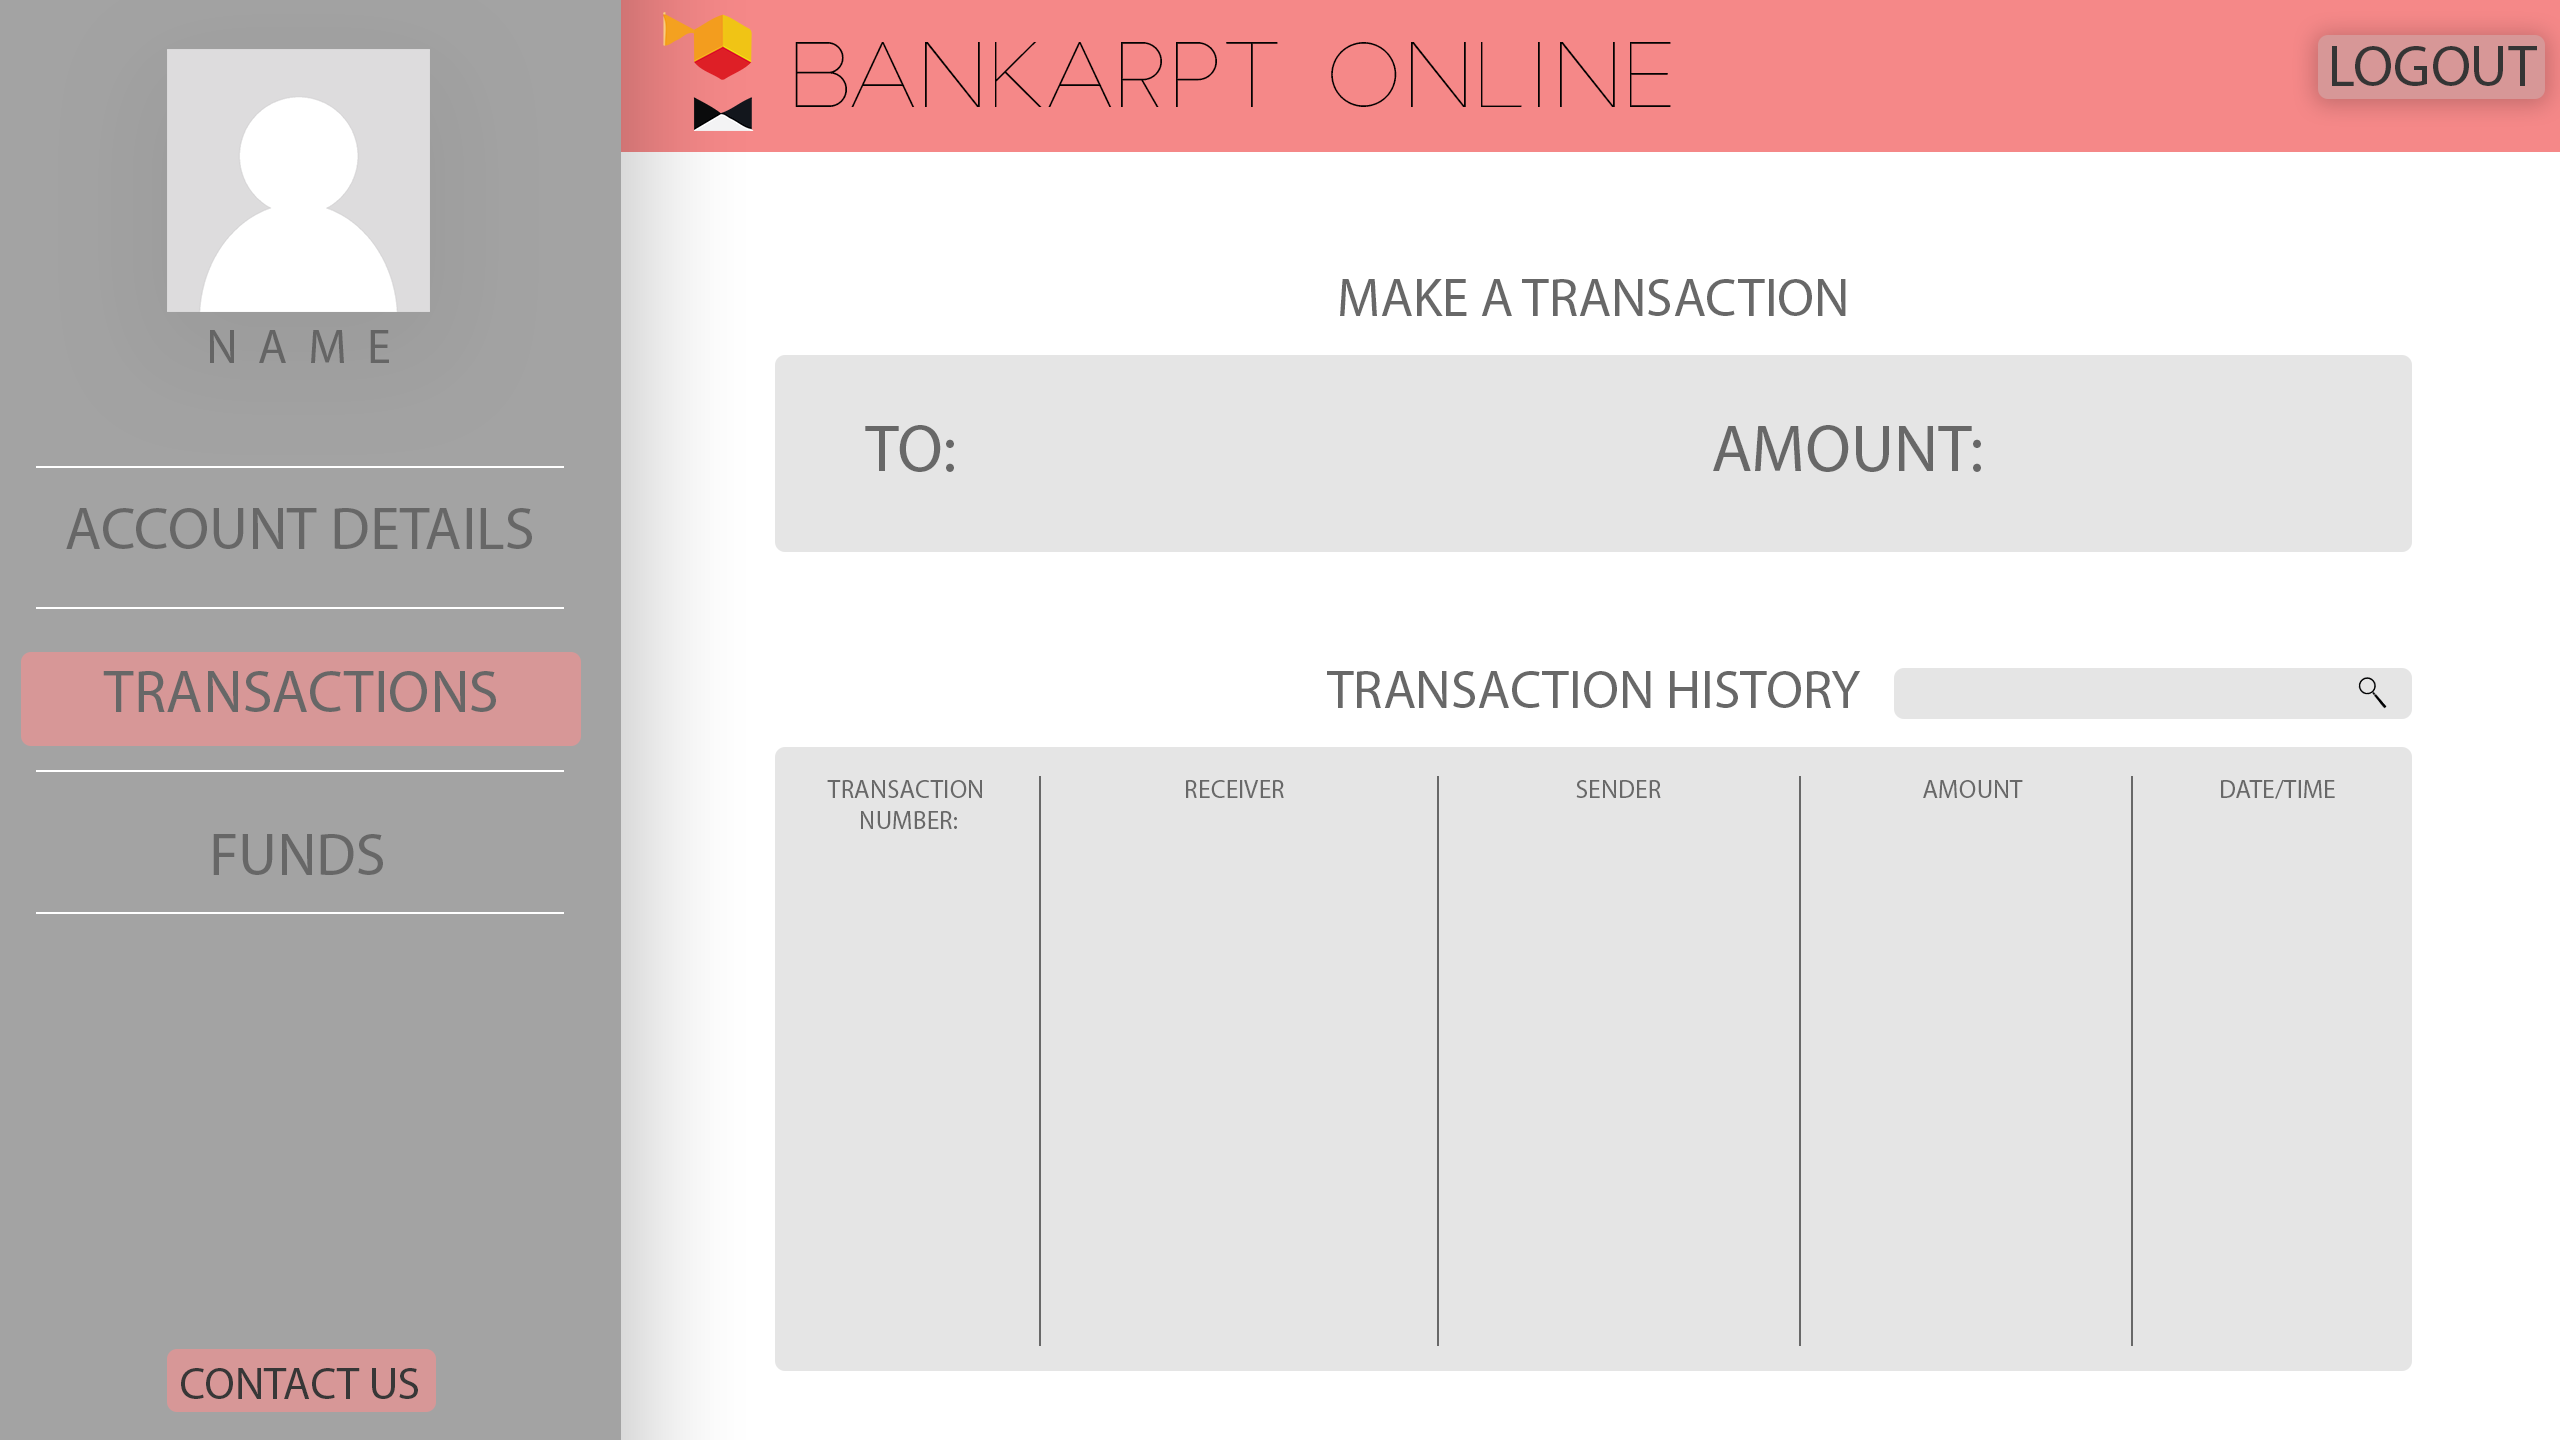 BANKARPT ONLINE
LOGOUT
NAME
ACCOUNT DETAILS
TRANSACTIONS
FUNDS
CONTACT US
MAKE A TRANSACTION
TO:
AMOUNT:
TRANSACTION HISTORY
TRANSACTION
NUMBER:
RECEIVER
SENDER
AMOUNT
DATE/TIME